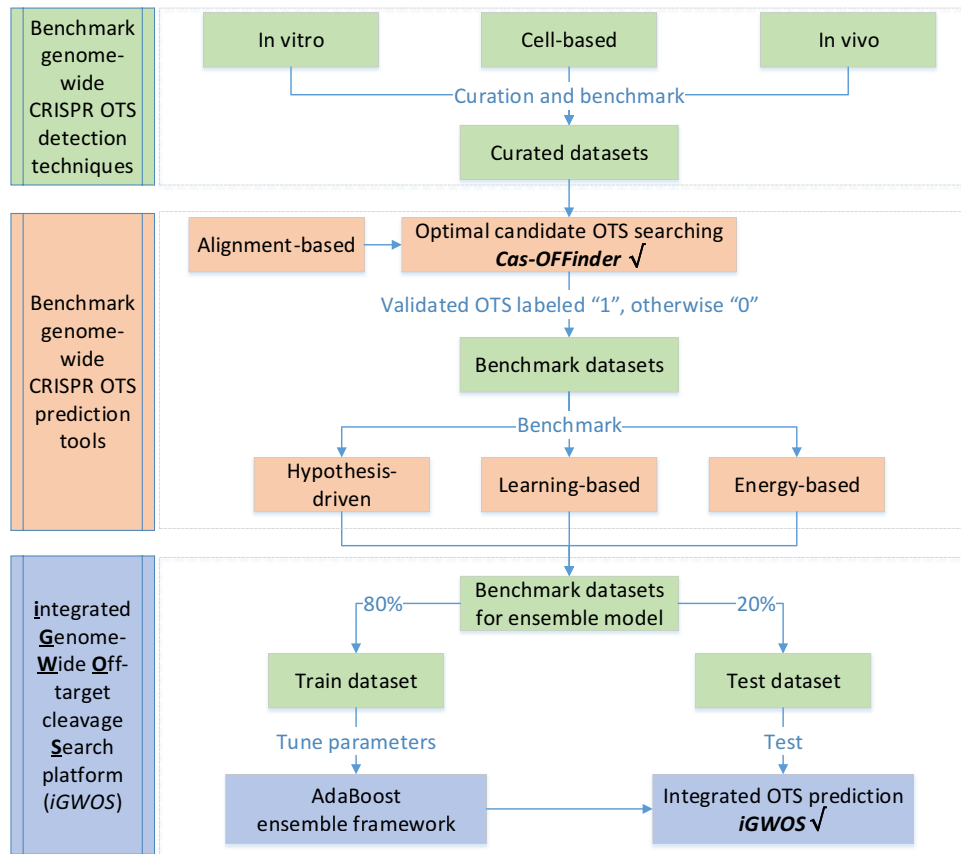 Benchmark
genome-
wide
CRISPR OTS
detection
techniques
In vitro
Cell-based
In vivo
Curation and benchmark
Curated datasets
Benchmark
genome-
wide
CRISPR OTS
prediction
tools
Alignment-based
Optimal candidate OTS searching
Cas-OFFinder √
Validated OTS labeled “1”, otherwise “0”
Benchmark datasets
Benchmark
Hypothesis-
driven
Learning-based
Energy-based
integrated
Genome-
Wide Off-
target
cleavage
Search
platform
(iGWOS)
Benchmark datasets
for ensemble model
80%
20%
Train dataset
Test dataset
Tune parameters
Test
AdaBoost
ensemble framework
Integrated OTS prediction
iGWOS √